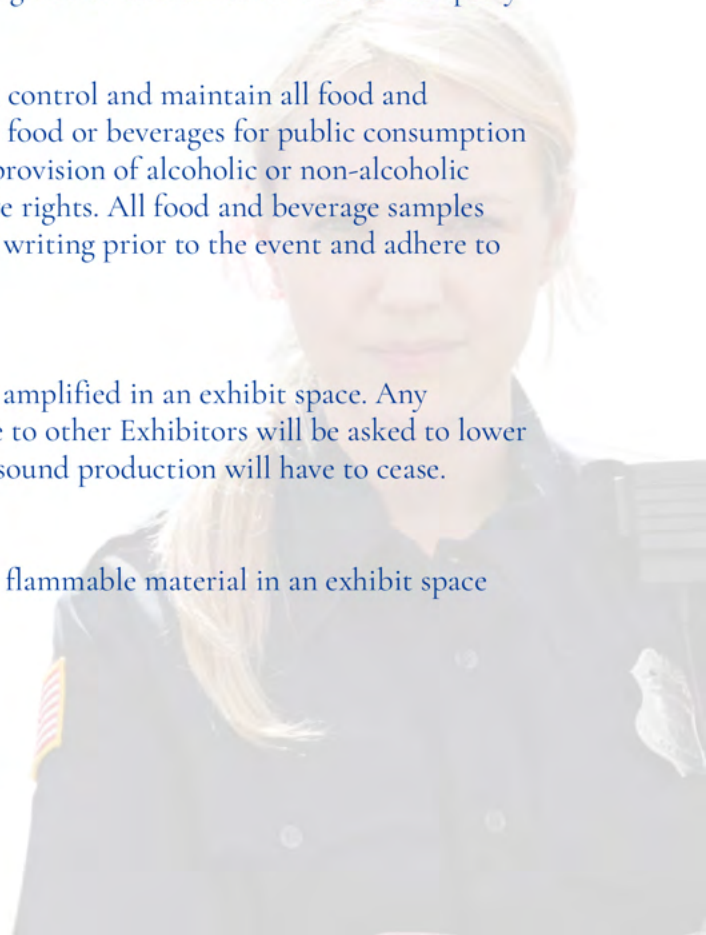 control and maintain all food and
food or beverages for public consumption
provision of alcoholic or non-alcoholic
e rights. All food and beverage samples
writing prior to the event and adhere to
amplified in an exhibit space. Any
e to other Exhibitors will be asked to lower
sound production will have to cease.
flammable material in an exhibit space